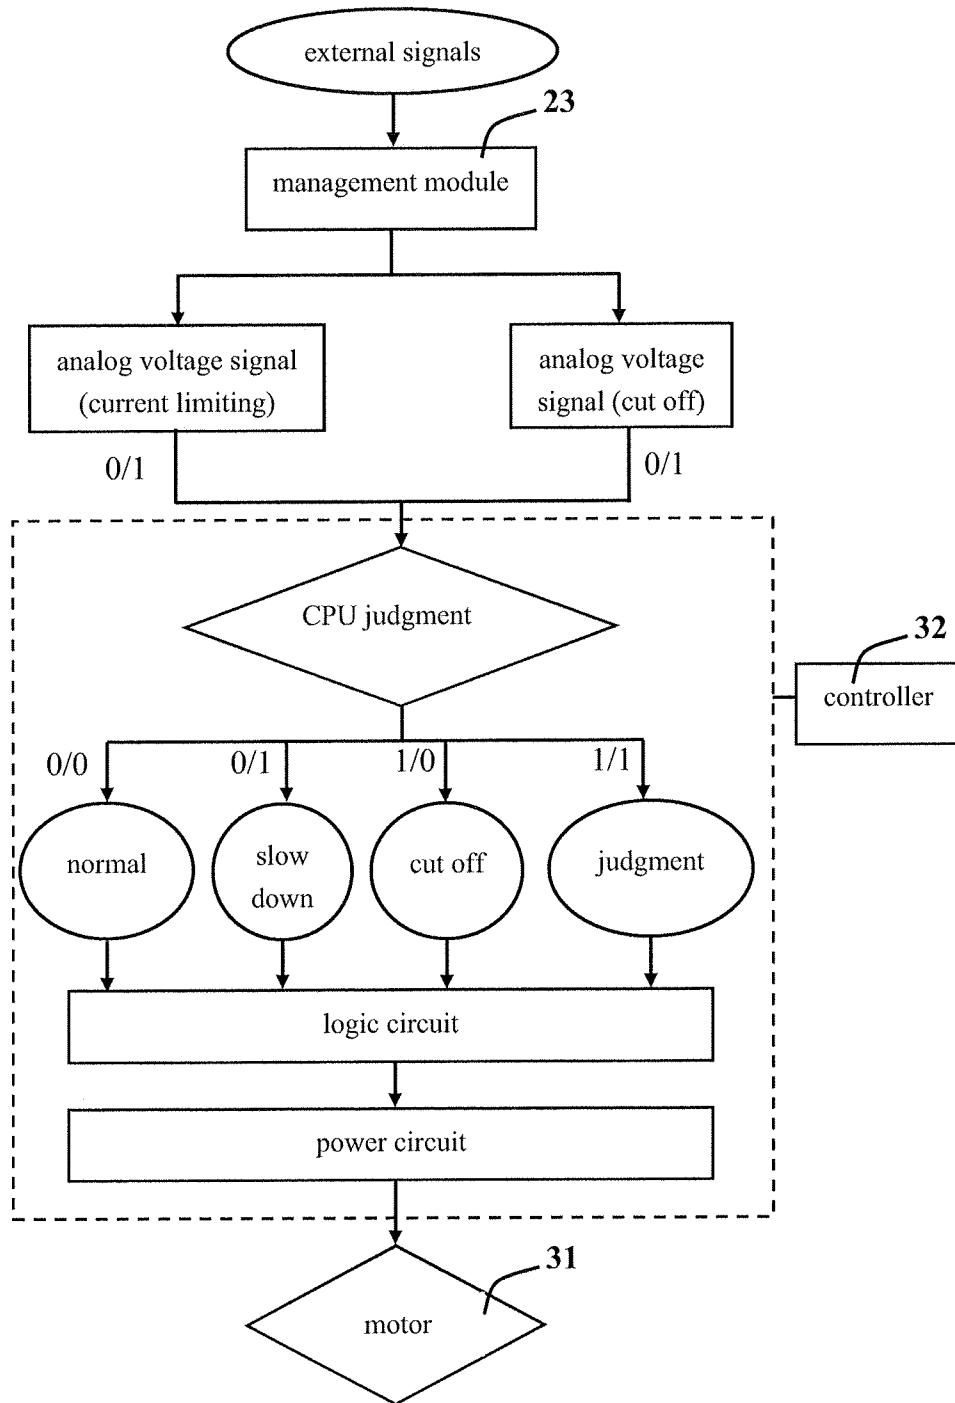 external signals
23
management module
analog voltage signal
(current limiting)
analog voltage
signal (cut off)
0/1
0/1
CPU judgment
32
controller
0/0
0/1
1/0
1/1
normal
slow
down
cut off
judgment
logic circuit
power circuit
31
motor